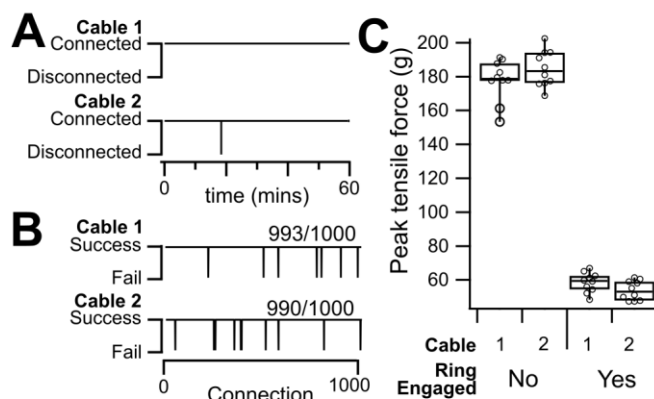 A
Cable 1
Connected
Disconnected
Cable 2
Connected
Disconnected
0
60
time (mins)
B
Cable 1
993/1000
Success
Fail
Cable 2
990/1000
Success
Fail
0
1000
Connection
C
Peak tensile force (g)
200
180
160
140
120
100
80
60
Cable 1 2 1 2
Ring
Engaged No Yes